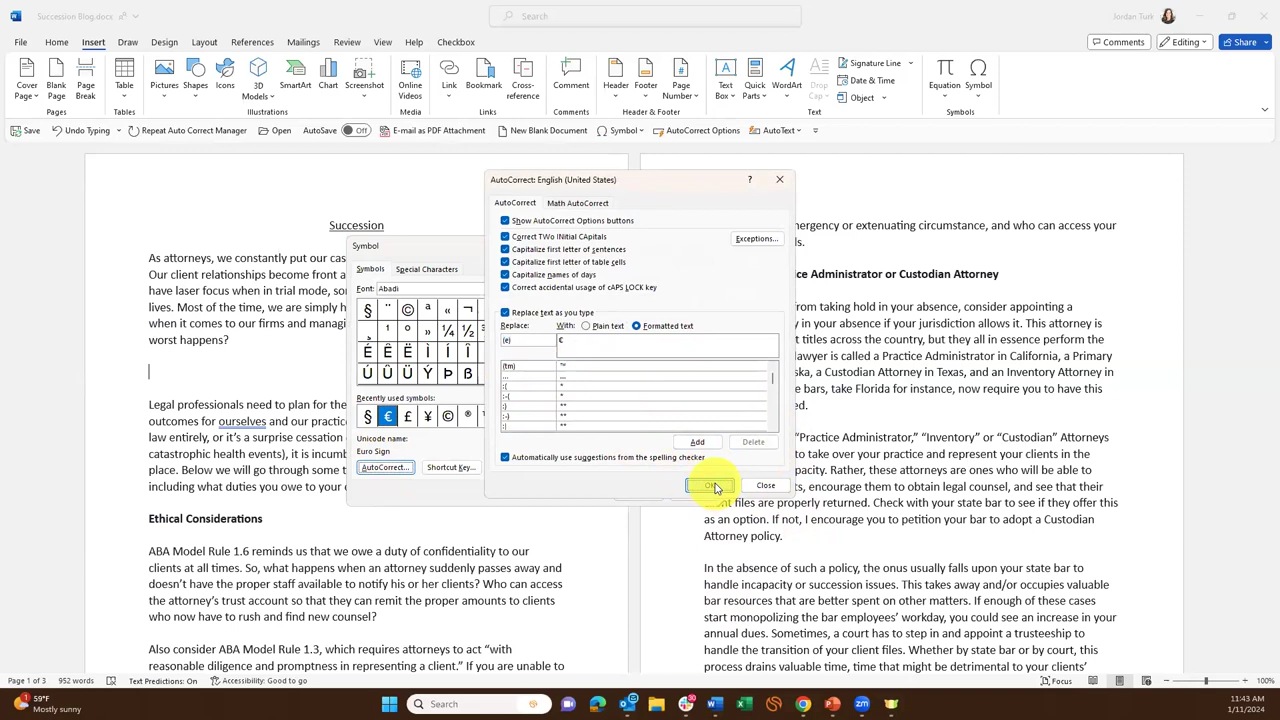 Succession Blog.docx
Search
Jordan Turk
File Home Insert Draw Design Layout References Mailings Review View Help Checkbox
Comments Editing Share
Cover Page Blank Page Page Break Table Pictures Shapes Icons 3D Models SmartArt Chart Screenshot Online Videos Link Bookmark Cross-reference Comment Header Footer Page Number Text Box Quick Parts WordArt Drop Cap Signature Line Date & Time Object Equation Symbol
Pages Tables Illustrations Media Links Comments Header & Footer Text Symbols
Save Undo Typing Repeat Auto Correct Manager Open AutoSave Off E-mail as PDF Attachment New Blank Document Symbol AutoCorrect Options AutoText
AutoCorrect: English (United States)
AutoCorrect Math AutoCorrect
Show AutoCorrect Options buttons
Correct TWo INitial CApitals
Exceptions...
Capitalize first letter of sentences
Capitalize first letter of table cells
Capitalize names of days
Correct accidental usage of cAPS LOCK key
Replace text as you type
Replace: With: Plain text Formatted text
(e) €
(tm) ™
... …
:(
:-(
:)
:-)
:|
Add Delete
Automatically use suggestions from the spelling checker
OK Close
Symbol
Symbols Special Characters
Font: Abadi
§ ¨ © ª « ¬
¹ º » ¼ ½
É Ê Ë Ì Í Î
Ú Û Ü Ý Þ ß
Recently used symbols:
§ € £ ¥ © ® ™
Unicode name:
Euro Sign
AutoCorrect... Shortcut Key...
Succession
As attorneys, we constantly put our cas
Our client relationships become front a
have laser focus when in trial mode, son
lives. Most of the time, we are simply h
when it comes to our firms and managi
worst happens?
Legal professionals need to plan for the
outcomes for ourselves and our practice
law entirely, or it's a surprise cessation
catastrophic health events), it is incumb
place. Below we will go through some t
including what duties you owe to your c
Ethical Considerations
ABA Model Rule 1.6 reminds us that we owe a duty of confidentiality to our
clients at all times. So, what happens when an attorney suddenly passes away and
doesn't have the proper staff available to notify his or her clients? Who can access
the attorney's trust account so that they can remit the proper amounts to clients
who now have to rush and find new counsel?
Also consider ABA Model Rule 1.3, which requires attorneys to act "with
reasonable diligence and promptness in representing a client." If you are unable to
ergency or extenuating circumstance, and who can access your
s.
ce Administrator or Custodian Attorney
from taking hold in your absence, consider appointing a
y in your absence if your jurisdiction allows it. This attorney is
t titles across the country, but they all in essence perform the
lawyer is called a Practice Administrator in California, a Primary
ska, a Custodian Attorney in Texas, and an Inventory Attorney in
e bars, take Florida for instance, now require you to have this
ed.
"Practice Administrator," "Inventory" or "Custodian" Attorneys
to take over your practice and represent your clients in the
pacity. Rather, these attorneys are ones who will be able to
ts, encourage them to obtain legal counsel, and see that their
nt files are properly returned. Check with your state bar to see if they offer this
as an option. If not, I encourage you to petition your bar to adopt a Custodian
Attorney policy.
In the absence of such a policy, the onus usually falls upon your state bar to
handle incapacity or succession issues. This takes away and/or occupies valuable
bar resources that are better spent on other matters. If enough of these cases
start monopolizing the bar employees' workday, you could see an increase in your
annual dues. Sometimes, a court has to step in and appoint a trusteeship to
handle the transition of your client files. Whether by state bar or by court, this
process drains valuable time, time that might be detrimental to your clients'
Page 1 of 3 952 words Text Predictions: On Accessibility: Good to go Focus 100%
59°F
Mostly sunny
Search
11:43 AM
1/11/2024